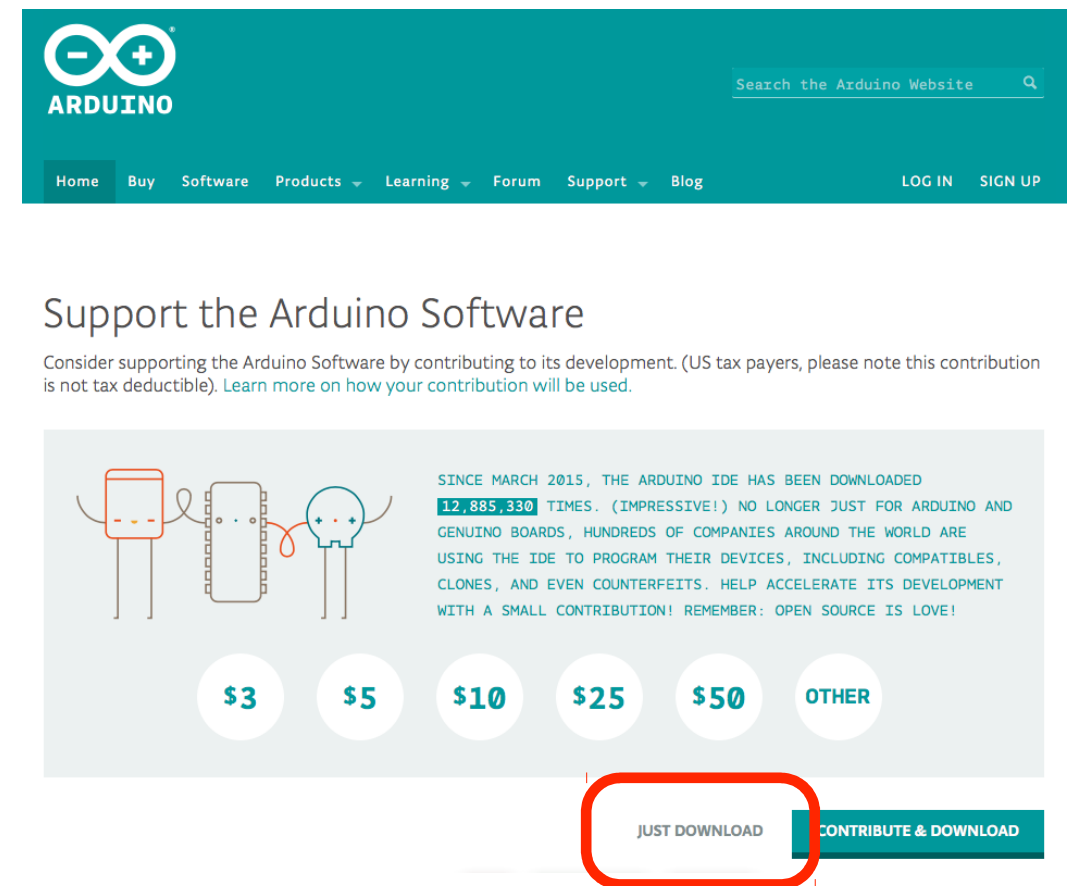 ARDUINO
Search the Arduino Website
Home Buy Software Products Learning Forum Support Blog LOG IN SIGN UP
Support the Arduino Software
Consider supporting the Arduino Software by contributing to its development. (US tax payers, please note this contribution
is not tax deductible). Learn more on how your contribution will be used.
SINCE MARCH 2015, THE ARDUINO IDE HAS BEEN DOWNLOADED
12,885,330 TIMES. (IMPRESSIVE!) NO LONGER JUST FOR ARDUINO AND
GENUINO BOARDS, HUNDREDS OF COMPANIES AROUND THE WORLD ARE
USING THE IDE TO PROGRAM THEIR DEVICES, INCLUDING COMPATIBLES,
CLONES, AND EVEN COUNTERFEITS. HELP ACCELERATE ITS DEVELOPMENT
WITH A SMALL CONTRIBUTION! REMEMBER: OPEN SOURCE IS LOVE!
$3 $5 $10 $25 $50 OTHER
JUST DOWNLOAD CONTRIBUTE & DOWNLOAD